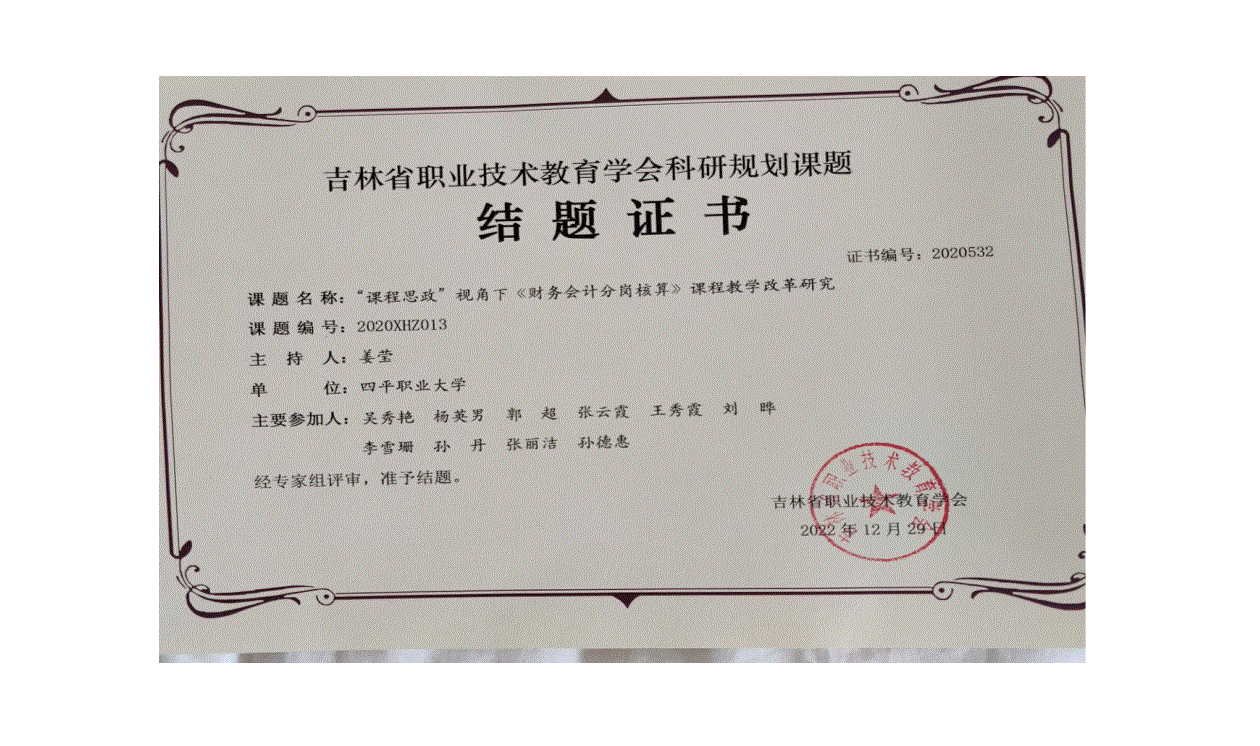 吉林省职业技术教育学会科研规划课题
结题证书
证书编号：2020532
课题名称：“课程思政”视角下《财务会计分岗核算》课程教学改革研究
课题编号：2020XHZ013
主持人：姜莹
单位：四平职业大学
主要参加人：吴秀艳 杨英男 郭超 张云霞 王秀霞 刘晔
李雪珊 孙丹 张丽洁 孙德惠
经专家组评审，准予结题。
吉林省职业技术教育学会
2022年12月29日